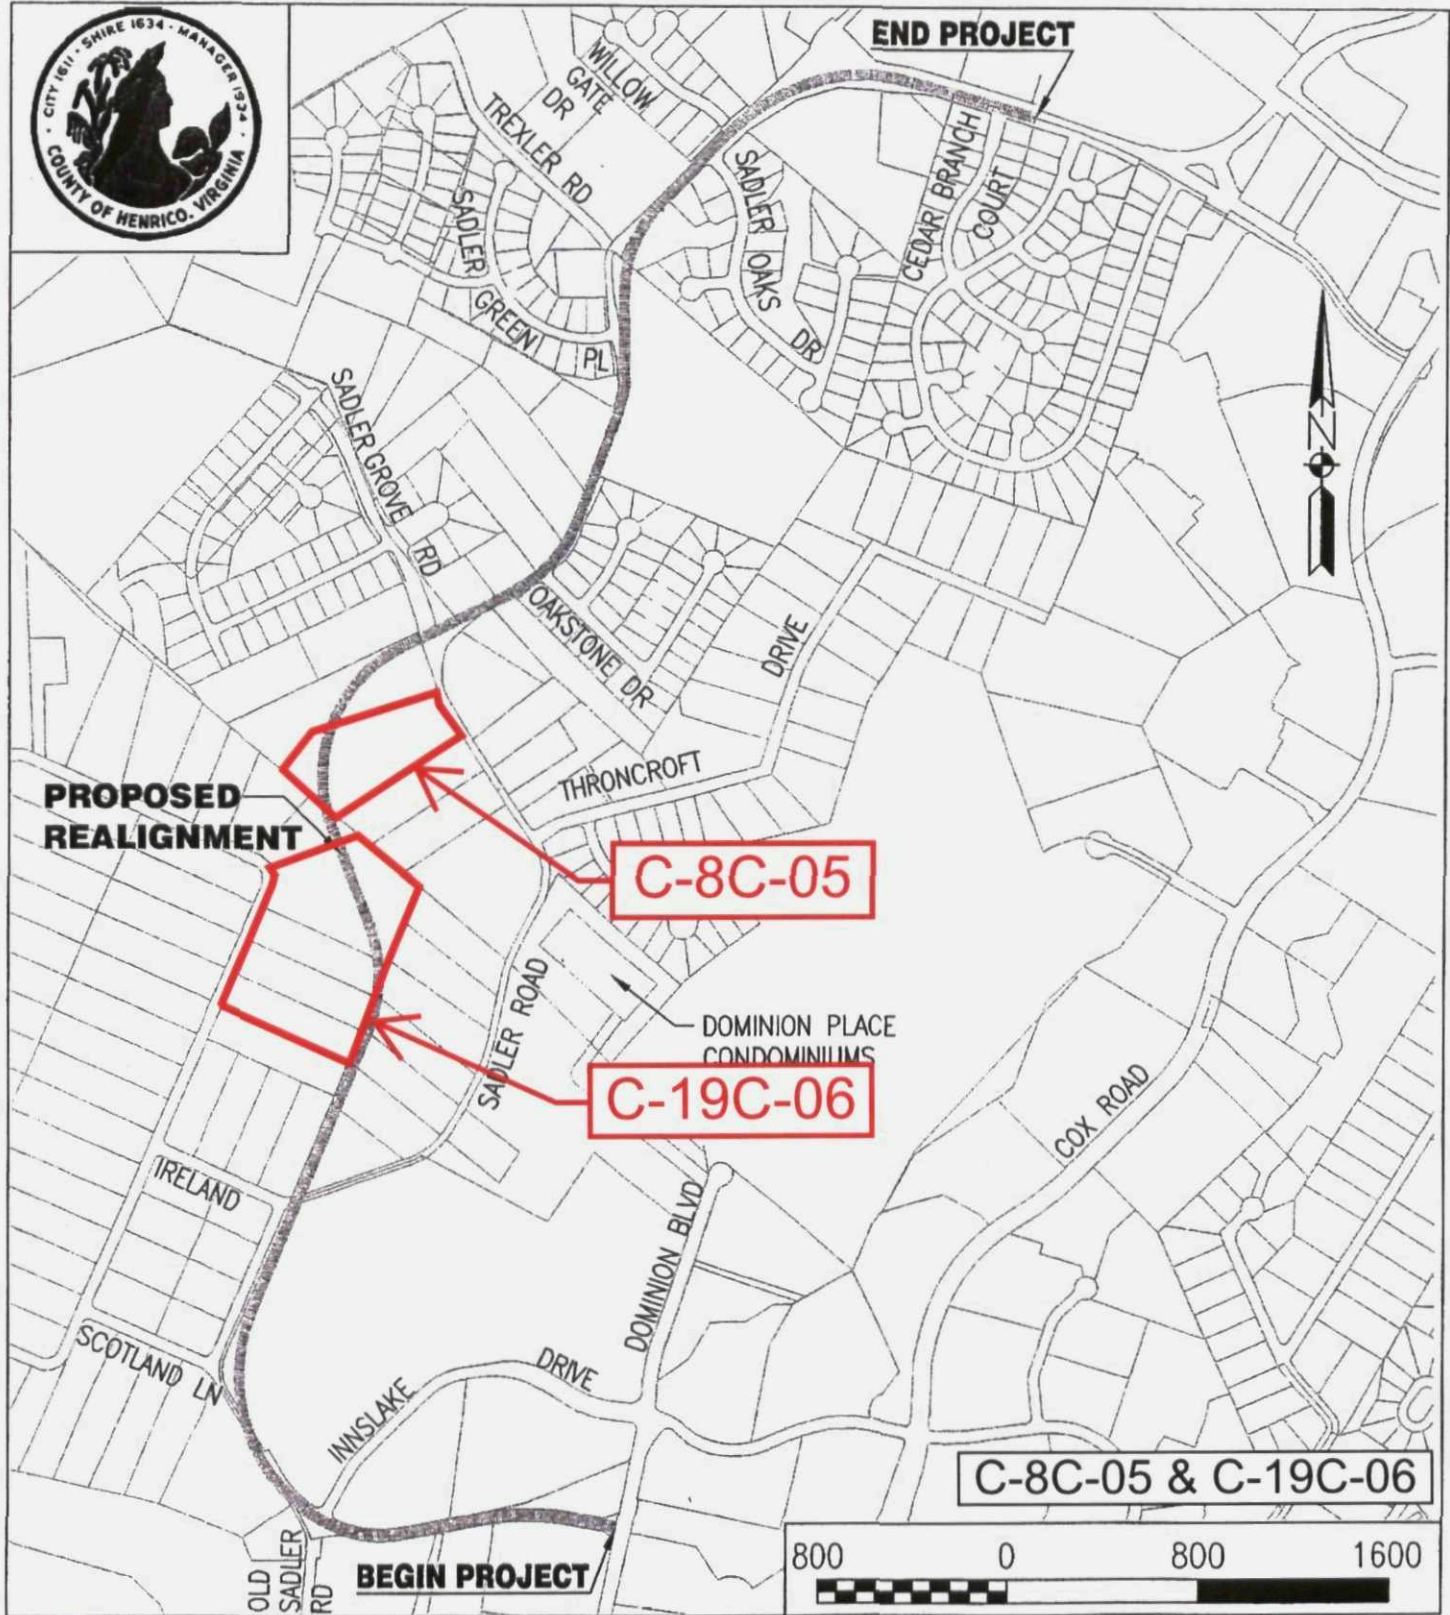 CITY 1611 · SHIRE 1634 · MANAGER 1934 ·
COUNTY OF HENRICO, VIRGINIA
END PROJECT
WILLOW
GATE
DR
TREXLER RD
SADLER
GREEN
PL
SADLER OAKS DR
CEDAR BRANCH
COURT
SADLER GROVE RD
N
OAKSTONE DR
DRIVE
THRONCROFT
PROPOSED
REALIGNMENT
C-8C-05
SADLER ROAD
DOMINION PLACE
CONDOMINIUMS
C-19C-06
COX ROAD
IRELAND
DOMINION BLVD
SCOTLAND LN
INNSLAKE
DRIVE
C-8C-05 & C-19C-06
OLD
SADLER
RD
BEGIN PROJECT
800 0 800 1600